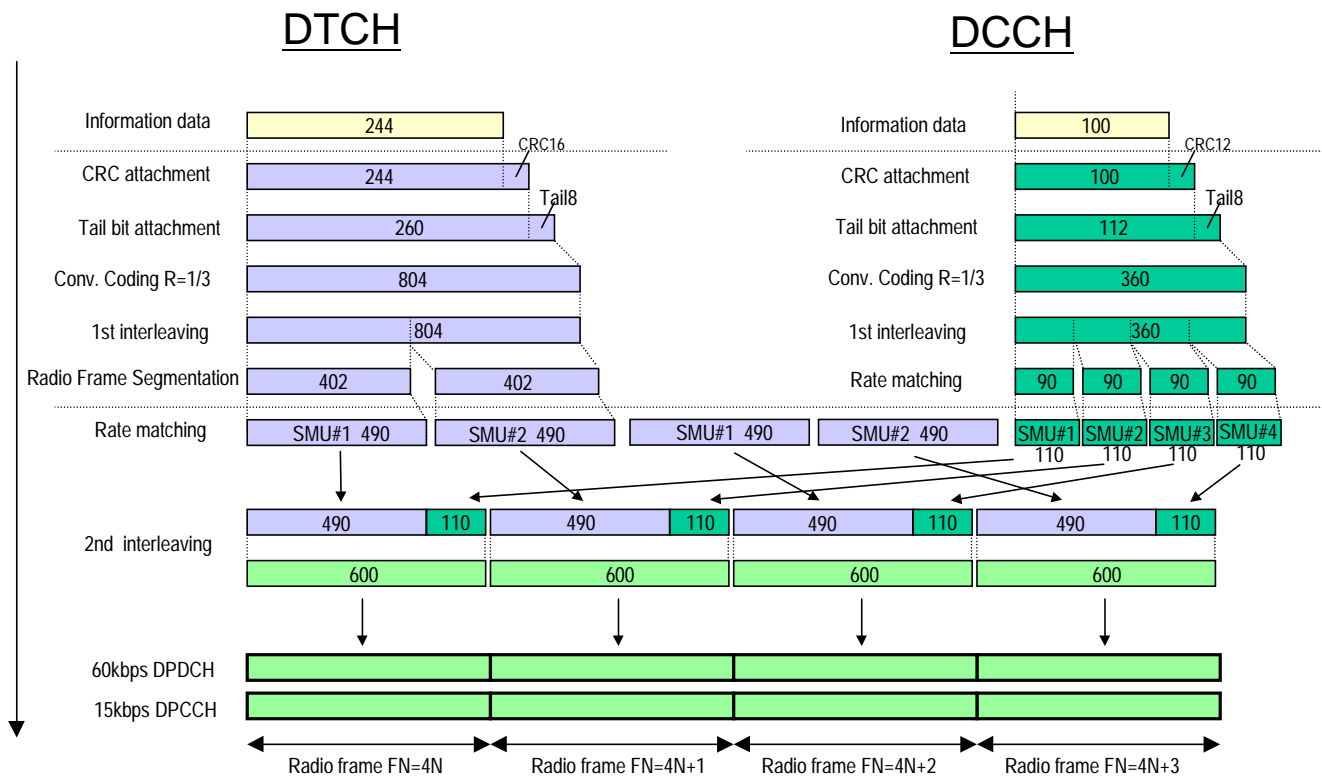 DTCH
DCCH
Information data
244
Information data
100
CRC16
CRC12
CRC attachment
244
CRC attachment
100
Tail8
Tail8
Tail bit attachment
260
Tail bit attachment
112
Conv. Coding R=1/3
804
Conv. Coding R=1/3
360
1st interleaving
804
1st interleaving
360
Radio Frame Segmentation
402
402
Rate matching
90
90
90
90
Rate matching
SMU#1 490
SMU#2 490
SMU#1 490
SMU#2 490
SMU#1
SMU#2
SMU#3
SMU#4
110
110
110
110
490
110
490
110
490
110
490
110
2nd interleaving
600
600
600
600
60kbps DPDCH
15kbps DPCCH
Radio frame FN=4N
Radio frame FN=4N+1
Radio frame FN=4N+2
Radio frame FN=4N+3